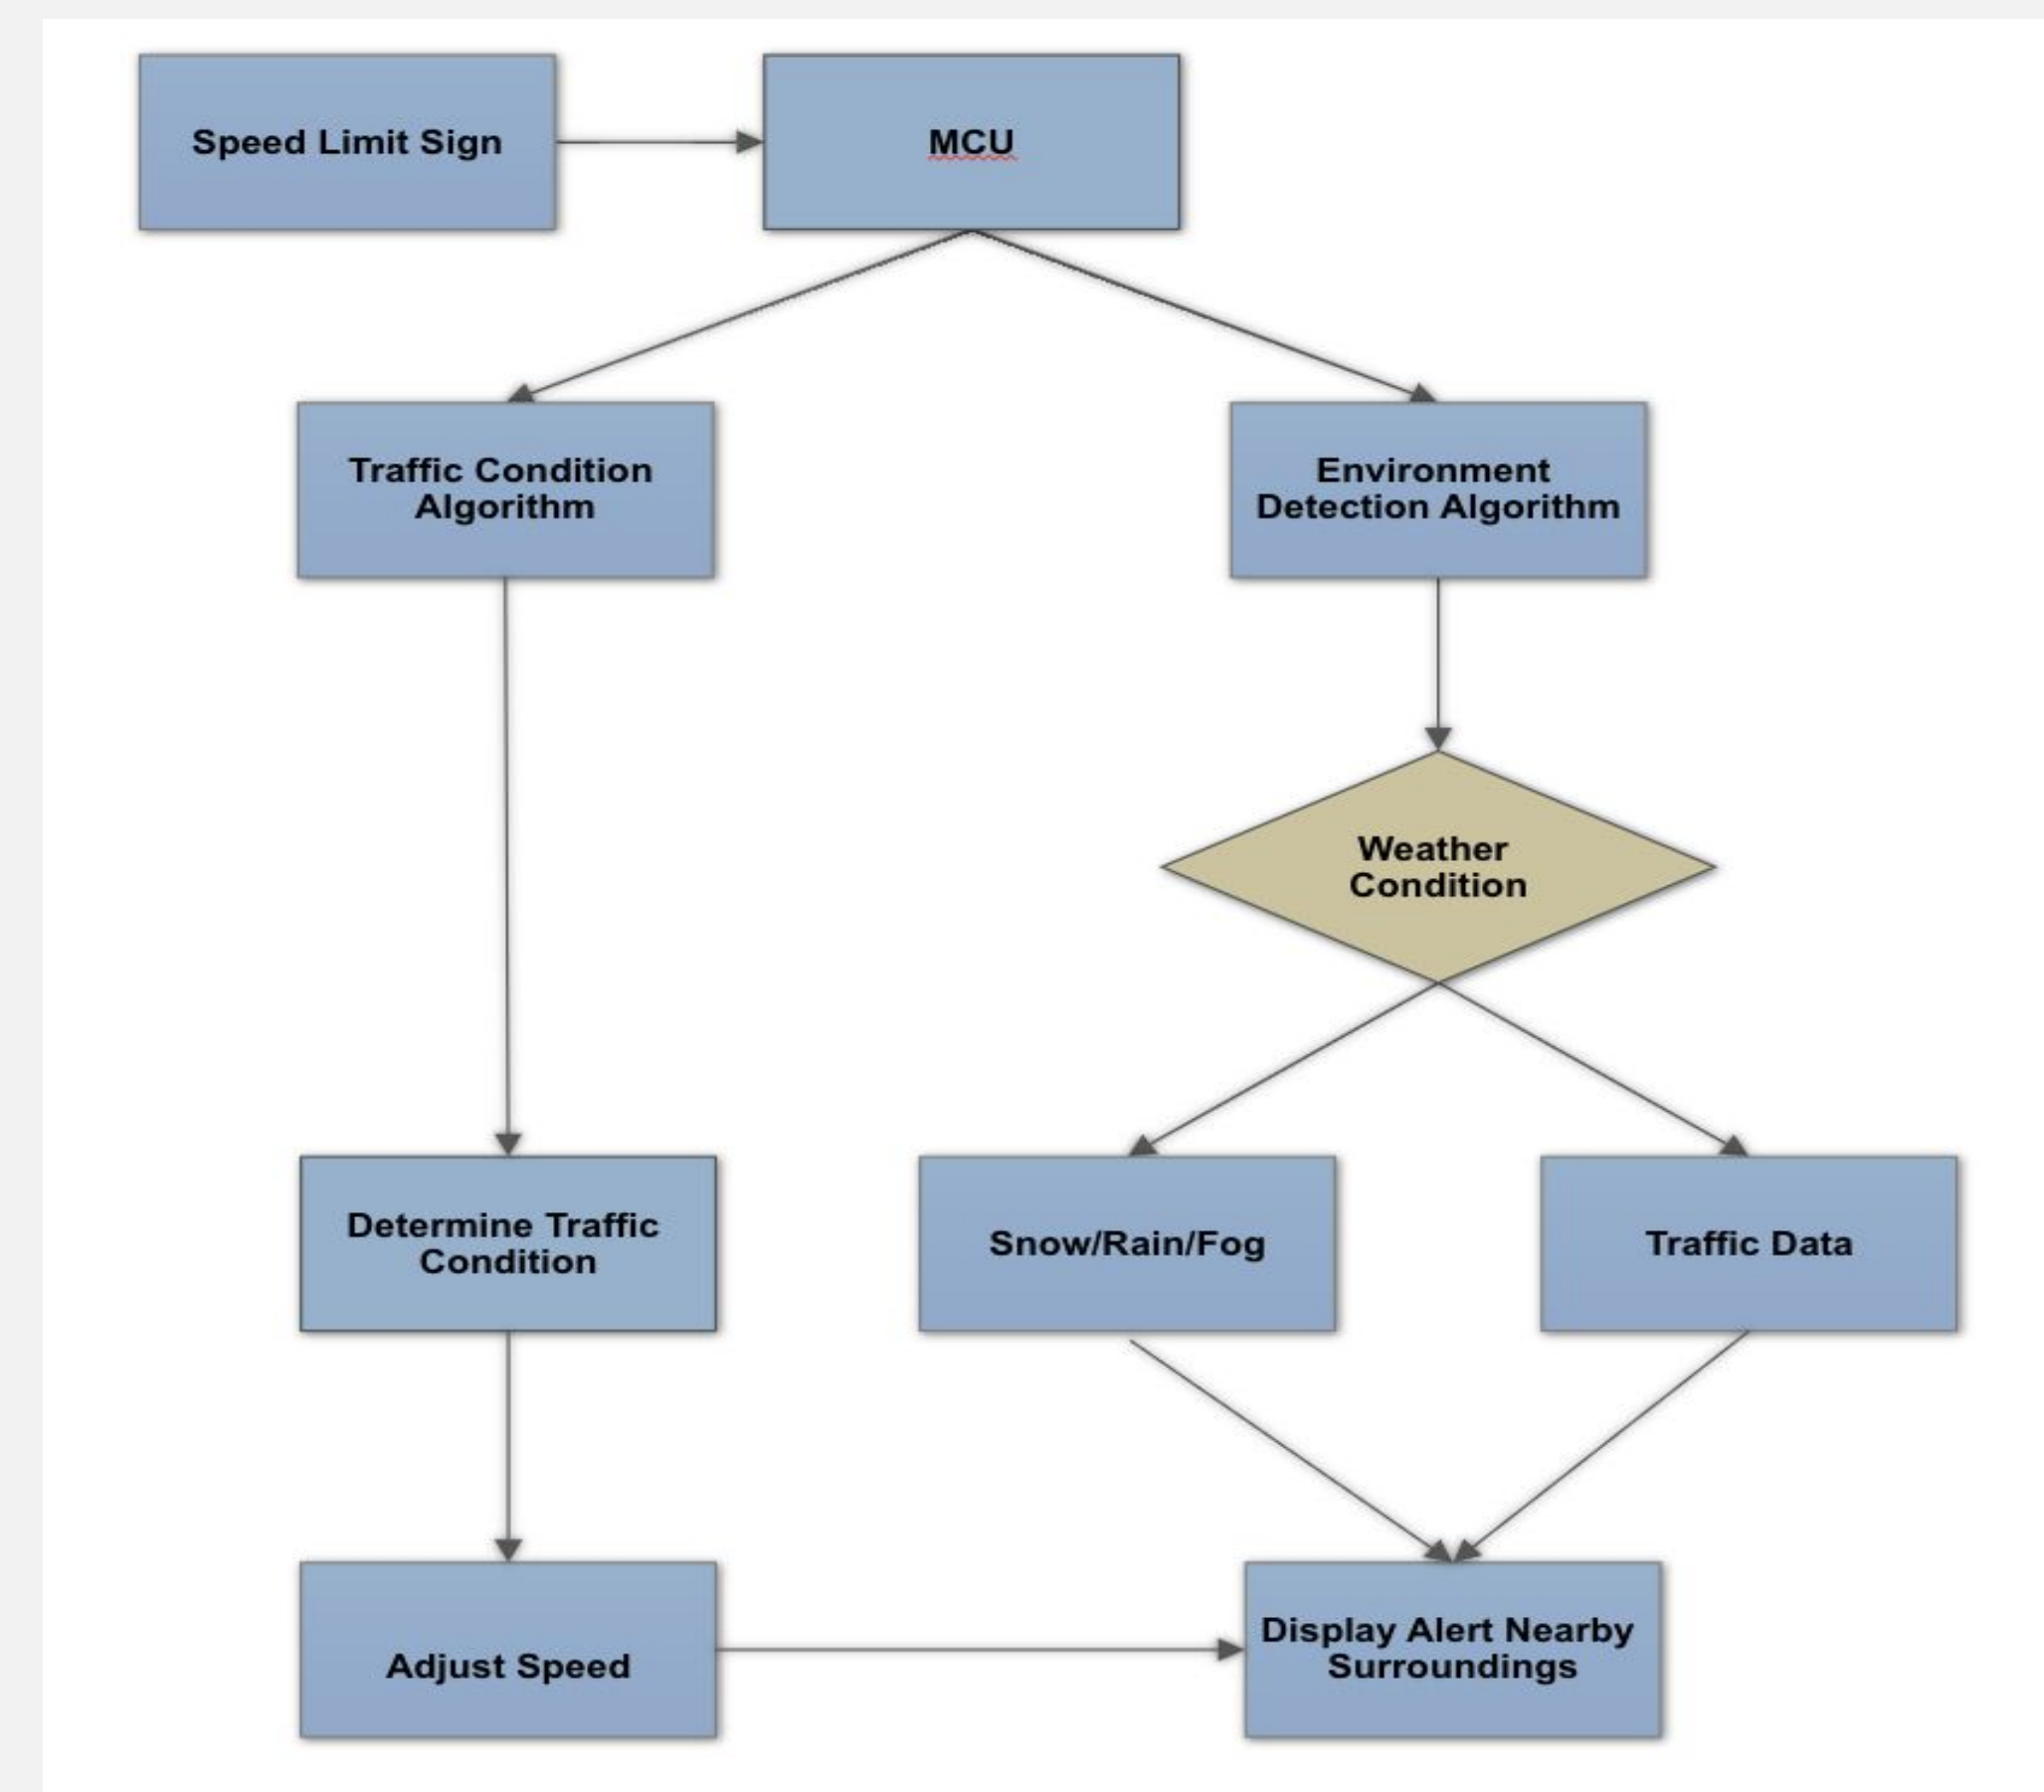 Speed Limit Sign
MCU
Traffic Condition
Algorithm
Environment
Detection Algorithm
Weather
Condition
Determine Traffic
Condition
Snow/Rain/Fog
Traffic Data
Adjust Speed
Display Alert Nearby
Surroundings